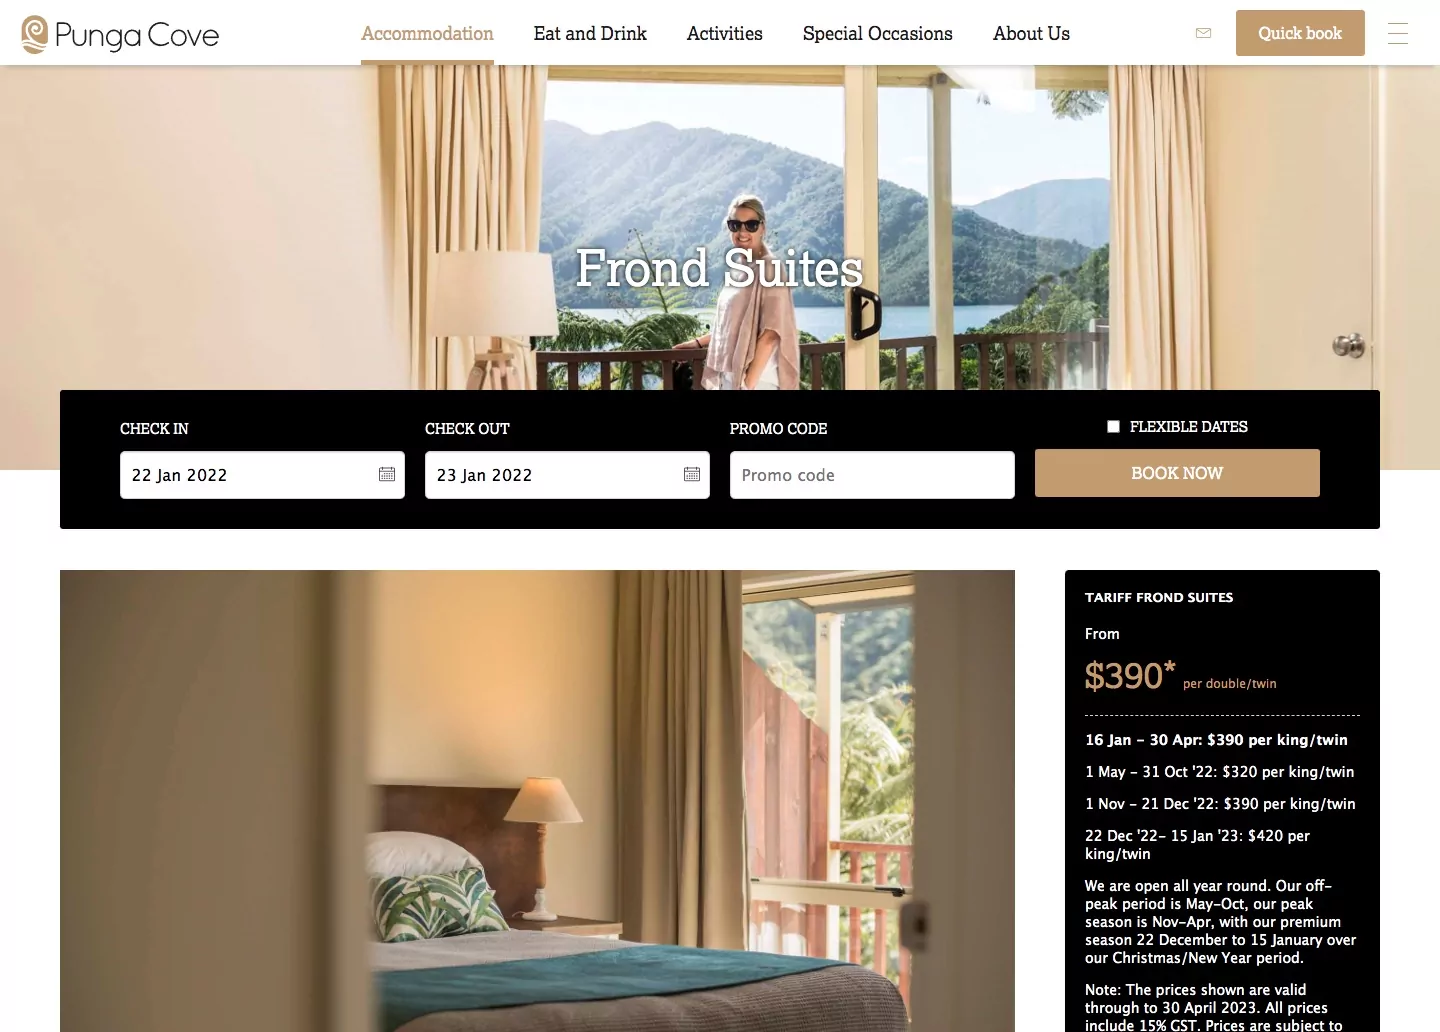 Punga Cove
Accommodation
Eat and Drink
Activities
Special Occasions
About Us
Quick book
Frond Suites
CHECK IN
CHECK OUT
PROMO CODE
FLEXIBLE DATES
22 Jan 2022
23 Jan 2022
Promo code
BOOK NOW
TARIFF FROND SUITES
From
$390* per double/twin
16 Jan - 30 Apr: $390 per king/twin
1 May - 31 Oct '22: $320 per king/twin
1 Nov - 21 Dec '22: $390 per king/twin
22 Dec '22- 15 Jan '23: $420 per
king/twin
We are open all year round. Our off-
peak period is May-Oct, our peak
season is Nov-Apr, with our premium
season 22 December to 15 January over
our Christmas/New Year period.
Note: The prices shown are valid
through to 30 April 2023. All prices
include 15% GST. Prices are subject to